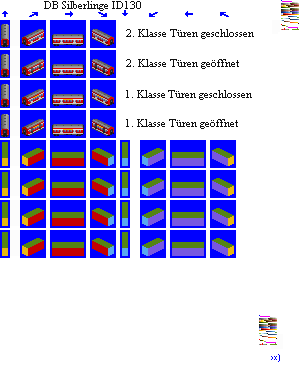 DB Silberlinge ID130
2. Klasse Türen geschlossen
2. Klasse Türen geöffnet
1. Klasse Türen geschlossen
1. Klasse Türen geöffnet